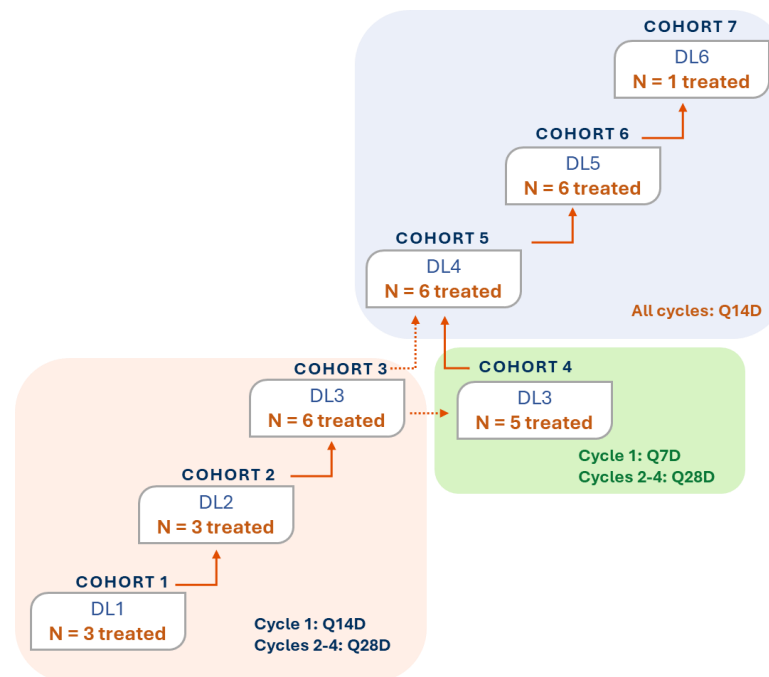 COHORT 7
DL6
N = 1 treated
COHORT 6
DL5
N = 6 treated
COHORT 5
DL4
N = 6 treated
All cycles: Q14D
COHORT 3
DL3
N = 6 treated
COHORT 4
DL3
N = 5 treated
Cycle 1: Q7D
Cycles 2-4: Q28D
COHORT 2
DL2
N = 3 treated
COHORT 1
DL1
N = 3 treated
Cycle 1: Q14D
Cycles 2-4: Q28D